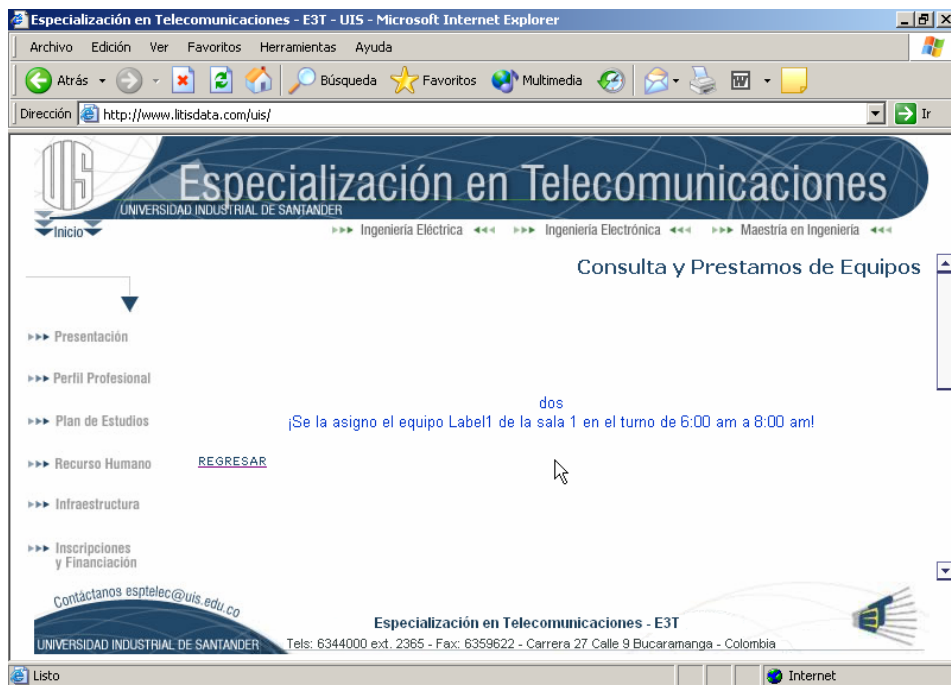 Especialización en Telecomunicaciones - E3T - UIS - Microsoft Internet Explorer
Archivo Edición Ver Favoritos Herramientas Ayuda
Atrás Búsqueda Favoritos Multimedia
Dirección http://www.litisdata.com/uis/ Ir
UIS
Especialización en Telecomunicaciones
UNIVERSIDAD INDUSTRIAL DE SANTANDER
Inicio Ingeniería Eléctrica Ingeniería Electrónica Maestría en Ingeniería
Consulta y Prestamos de Equipos
Presentación
Perfil Profesional
dos
Plan de Estudios ¡Se la asigno el equipo Label1 de la sala 1 en el turno de 6:00 am a 8:00 am!
Recurso Humano REGRESAR
Infraestructura
Inscripciones
y Financiación
Contáctanos esptelec@uis.edu.co
Especialización en Telecomunicaciones - E3T
UNIVERSIDAD INDUSTRIAL DE SANTANDER Tels: 6344000 ext. 2365 - Fax: 6359622 - Carrera 27 Calle 9 Bucaramanga - Colombia
Listo Internet